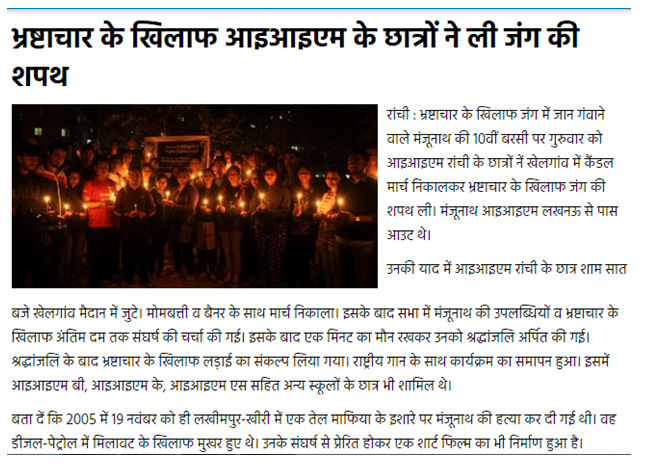 भ्रष्टाचार के खिलाफ आइआइएम के छात्रों ने ली जंग की
शपथ
रांची : भ्रष्टाचार के खिलाफ जंग में जान गंवाने
वाले मंजूनाथ की 10वीं बरसी पर गुरुवार को
आइआइएम रांची के छात्रों नें खेलगांव में कैंडल
मार्च निकालकर भ्रष्टाचार के खिलाफ जंग की
शपथ ली। मंजूनाथ आइआइएम लखनऊ से पास
आउट थे।
उनकी याद में आइआइएम रांची के छात्र शाम सात
बजे खेलगांव मैदान में जुटे। मोमबत्ती व बैनर के साथ मार्च निकाला। इसके बाद सभा में मंजूनाथ की उपलब्धियों व भ्रष्टाचार के
खिलाफ अंतिम दम तक संघर्ष की चर्चा की गई। इसके बाद एक मिनट का मौन रखकर उनको श्रद्धांजलि अर्पित की गई।
श्रद्धांजलि के बाद भ्रष्टाचार के खिलाफ लड़ाई का संकल्प लिया गया। राष्ट्रीय गान के साथ कार्यक्रम का समापन हुआ। इसमें
आइआइएम बी, आइआइएम के, आइआइएम एस सहित अन्य स्कूलों के छात्र भी शामिल थे।
बता दें कि 2005 में 19 नवंबर को ही लखीमपुर-खीरी में एक तेल माफिया के इशारे पर मंजूनाथ की हत्या कर दी गई थी। वह
डीजल-पेट्रोल में मिलावट के खिलाफ मुखर हुए थे। उनके संघर्ष से प्रेरित होकर एक शार्ट फिल्म का भी निर्माण हुआ है।